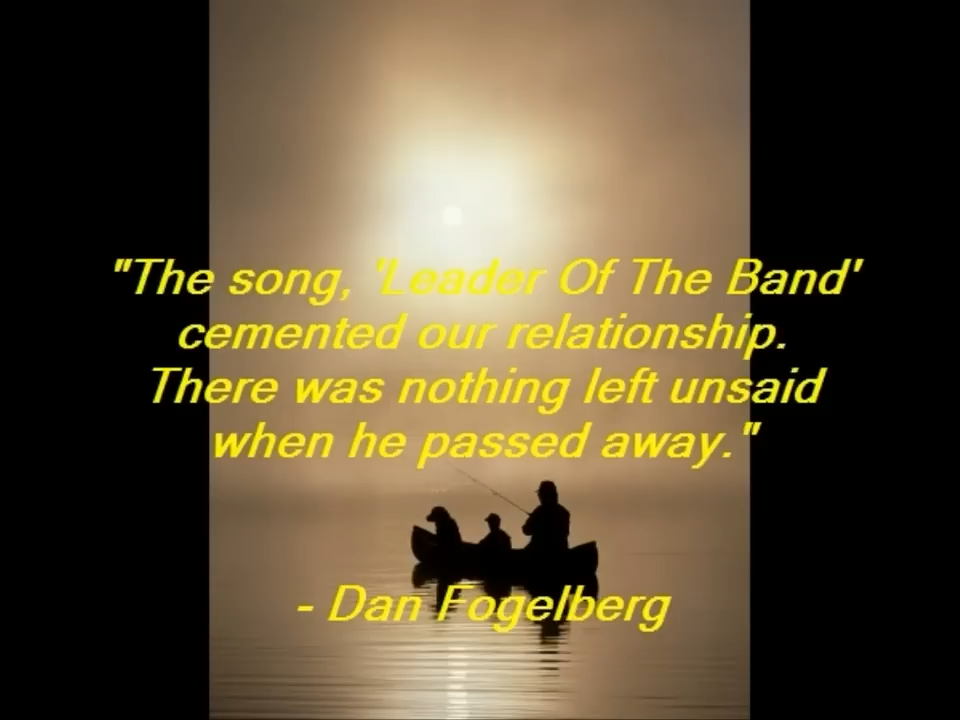 "The song, 'Leader Of The Band'
cemented our relationship.
There was nothing left unsaid
when he passed away."
- Dan Fogelberg